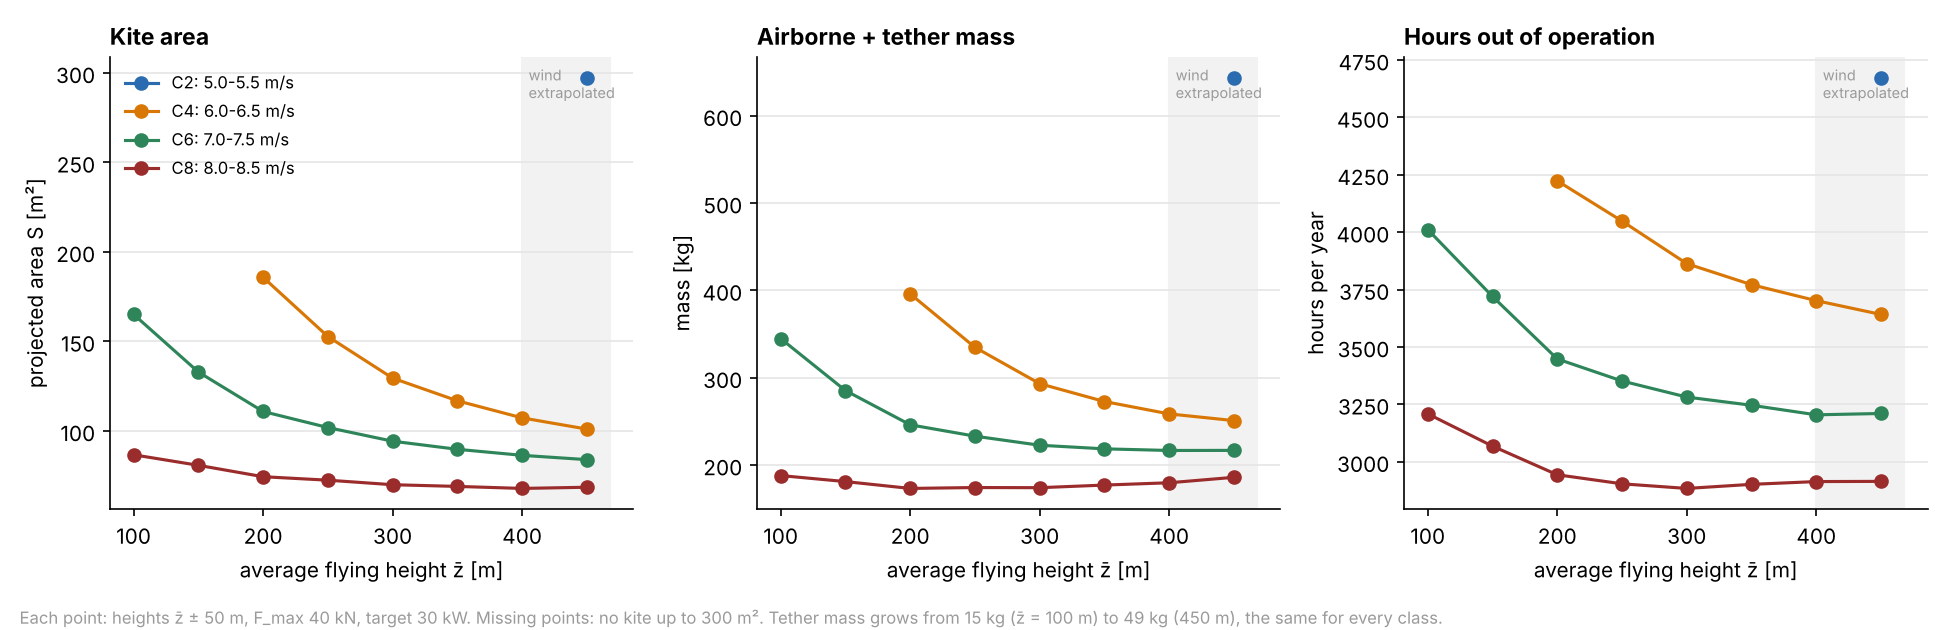 Kite area
300
250
200
150
100
projected area S [m²]
C2: 5.0-5.5 m/s
C4: 6.0-6.5 m/s
C6: 7.0-7.5 m/s
C8: 8.0-8.5 m/s
wind
extrapolated
100 200 300 400
average flying height z̄ [m]
Airborne + tether mass
600
500
400
300
200
mass [kg]
wind
extrapolated
100 200 300 400
average flying height z̄ [m]
Hours out of operation
4750
4500
4250
4000
3750
3500
3250
3000
hours per year
wind
extrapolated
100 200 300 400
average flying height z̄ [m]
Each point: heights z̄ ± 50 m, F_max 40 kN, target 30 kW. Missing points: no kite up to 300 m². Tether mass grows from 15 kg (z̄ = 100 m) to 49 kg (450 m), the same for every class.